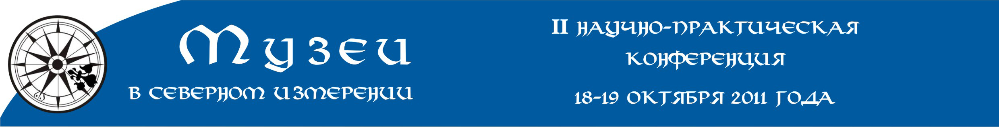 Музеи
в северном измерении
II научно-практическая
конференция
18-19 октября 2011 года